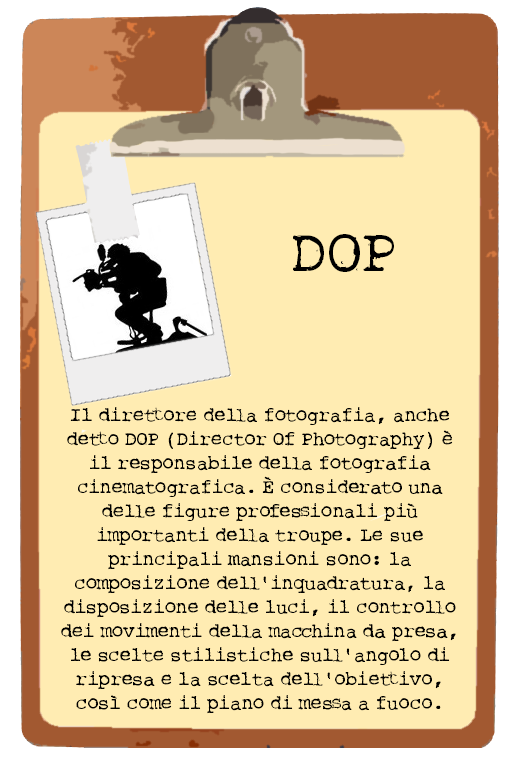 DOP
Il direttore della fotografia, anche
detto DOP (Director Of Photography) è
il responsabile della fotografia
cinematografica. È considerato una
delle figure professionali più
importanti della troupe. Le sue
principali mansioni sono: la
composizione dell'inquadratura, la
disposizione delle luci, il controllo
dei movimenti della macchina da presa,
le scelte stilistiche sull'angolo di
ripresa e la scelta dell'obiettivo,
così come il piano di messa a fuoco.